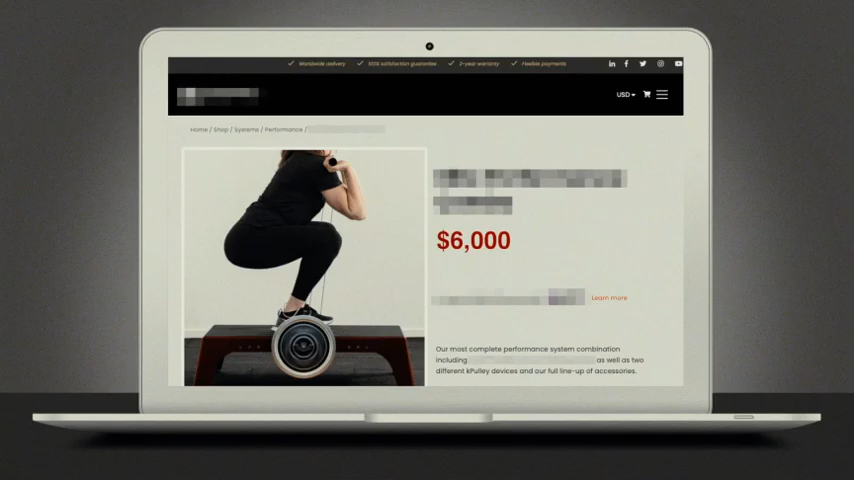 Worldwide delivery 100% satisfaction guarantee 2-year warranty Flexible payments
USD
Home / Shop / Systems / Performance /
$6,000
Learn more
Our most complete performance system combination
including as well as two
different kPulley devices and our full line-up of accessories.